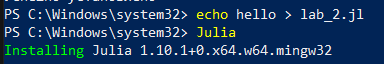 PS C:\Windows\system32> echo hello > lab_2.jl
PS C:\Windows\system32> Julia
Installing Julia 1.10.1+0.x64.w64.mingw32